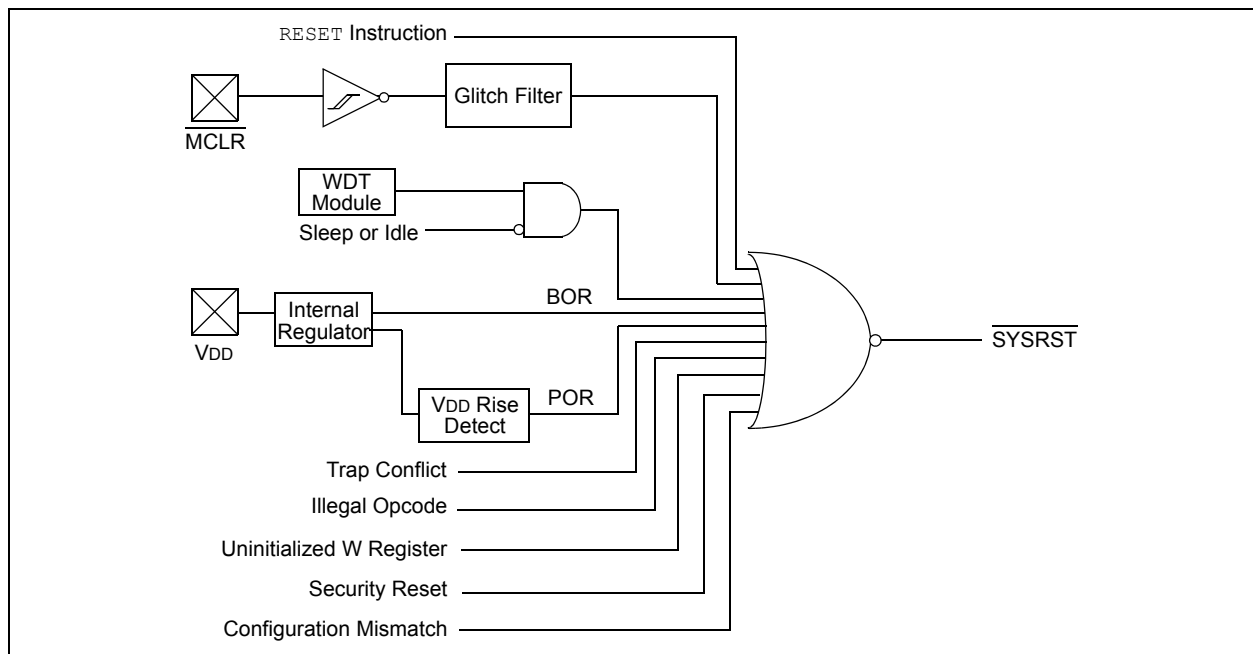 RESET Instruction
Glitch Filter
MCLR
WDT
Module
Sleep or Idle
BOR
Internal
Regulator
VDD
SYSRST
POR
VDD Rise
Detect
Trap Conflict
Illegal Opcode
Uninitialized W Register
Security Reset
Configuration Mismatch